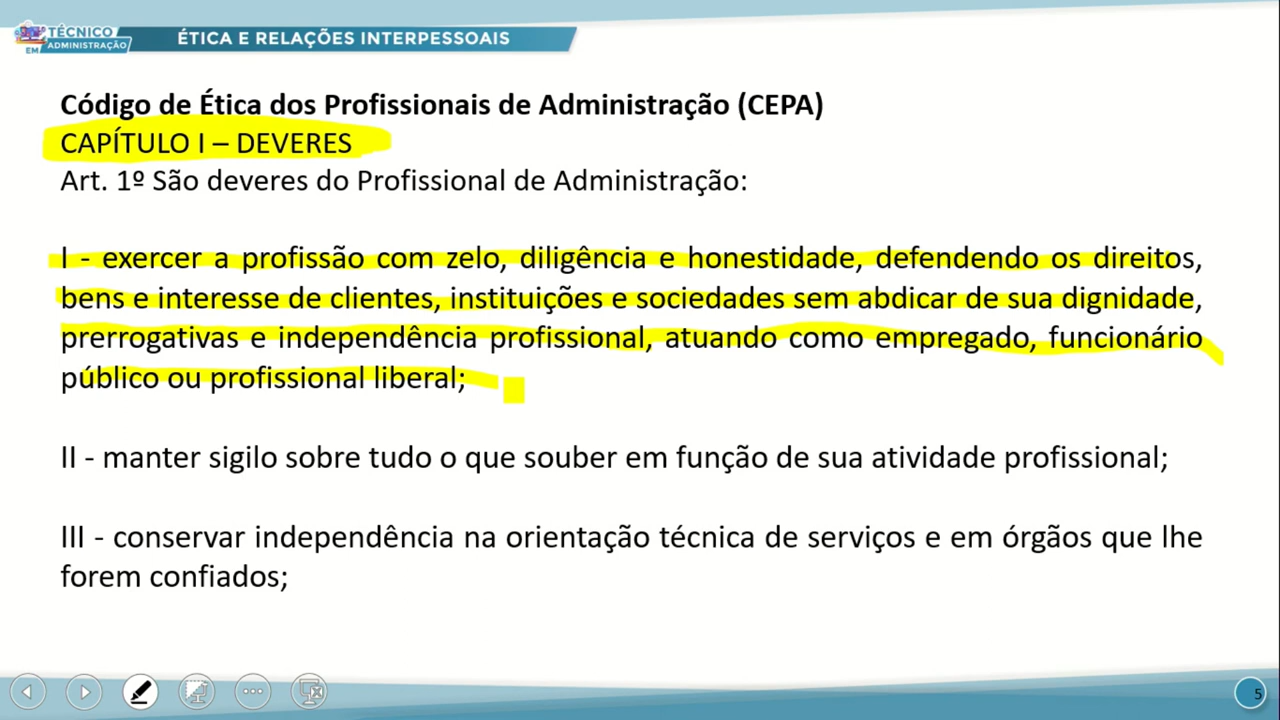 TÉCNICO
EM ADMINISTRAÇÃO
ÉTICA E RELAÇÕES INTERPESSOAIS
Código de Ética dos Profissionais de Administração (CEPA)
CAPÍTULO I – DEVERES
Art. 1º São deveres do Profissional de Administração:
I - exercer a profissão com zelo, diligência e honestidade, defendendo os direitos,
bens e interesse de clientes, instituições e sociedades sem abdicar de sua dignidade,
prerrogativas e independência profissional, atuando como empregado, funcionário
público ou profissional liberal;
II - manter sigilo sobre tudo o que souber em função de sua atividade profissional;
III - conservar independência na orientação técnica de serviços e em órgãos que lhe
forem confiados;
5